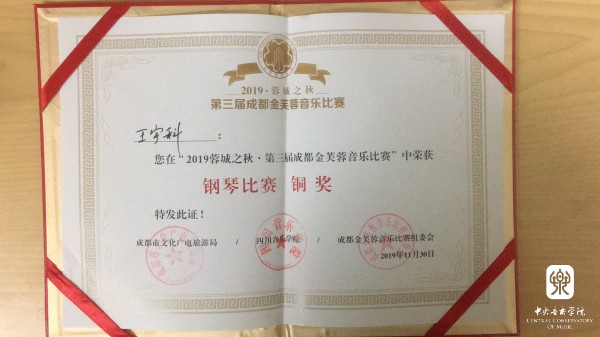 2019·蓉城之秋
第三届成都金芙蓉音乐比赛
王宇科:
您在“2019蓉城之秋·第三届成都金芙蓉音乐比赛”中荣获
钢琴比赛 铜奖
特发此证!
成都市文化广电旅游局 / 四川音乐学院 / 成都金芙蓉音乐比赛组委会
2019年11月30日
中央音乐学院
CENTRAL CONSERVATORY
OF MUSIC